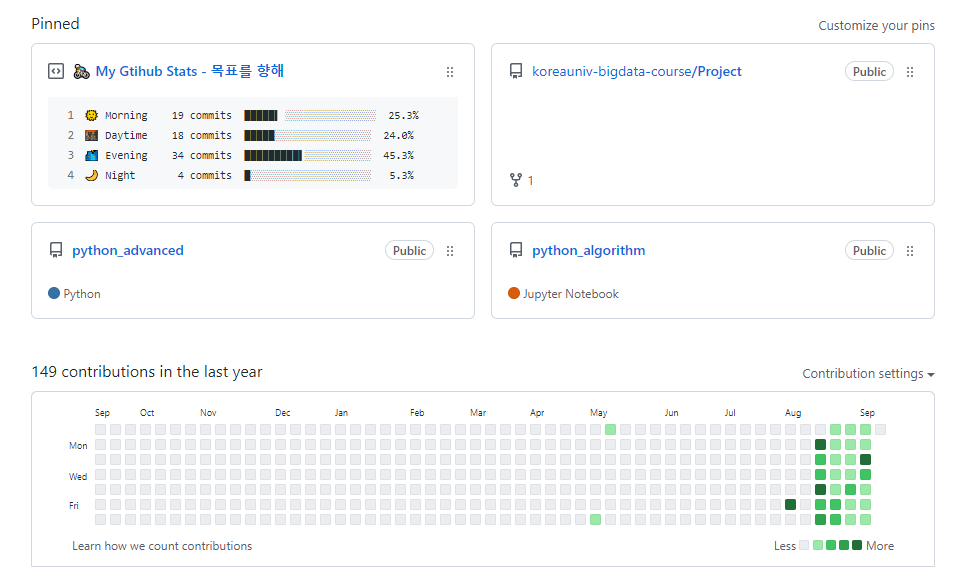 Pinned
Customize your pins
My Gtihub Stats - 목표를 향해
1 Morning 19 commits 25.3%
2 Daytime 18 commits 24.0%
3 Evening 34 commits 45.3%
4 Night 4 commits 5.3%
koreauniv-bigdata-course/Project Public
1
python_advanced Public
Python
python_algorithm Public
Jupyter Notebook
149 contributions in the last year
Contribution settings
Sep Oct Nov Dec Jan Feb Mar Apr May Jun Jul Aug Sep
Mon
Wed
Fri
Learn how we count contributions
Less More